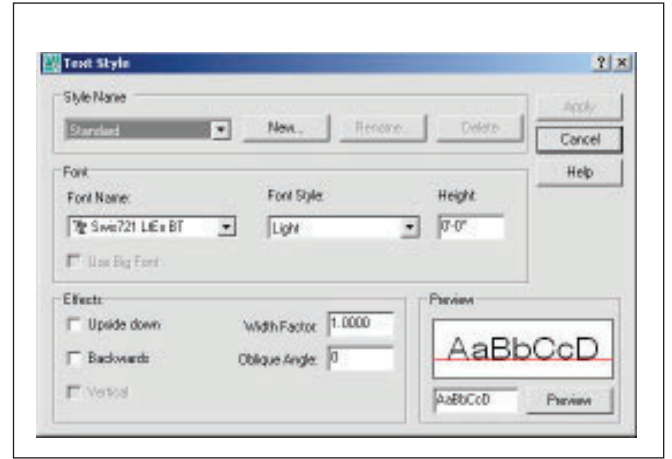 Text Style
Style Name
Standard New... Rename... Delete
Apply
Cancel
Help
Font
Font Name: Font Style: Height
Swis721 LtEx BT Light 0'-0"
Use Big Font
Effects
Upside down Width Factor: 1.0000
Backwards Oblique Angle: 0
Vertical
Preview
AaBbCcD
AaBbCcD Preview